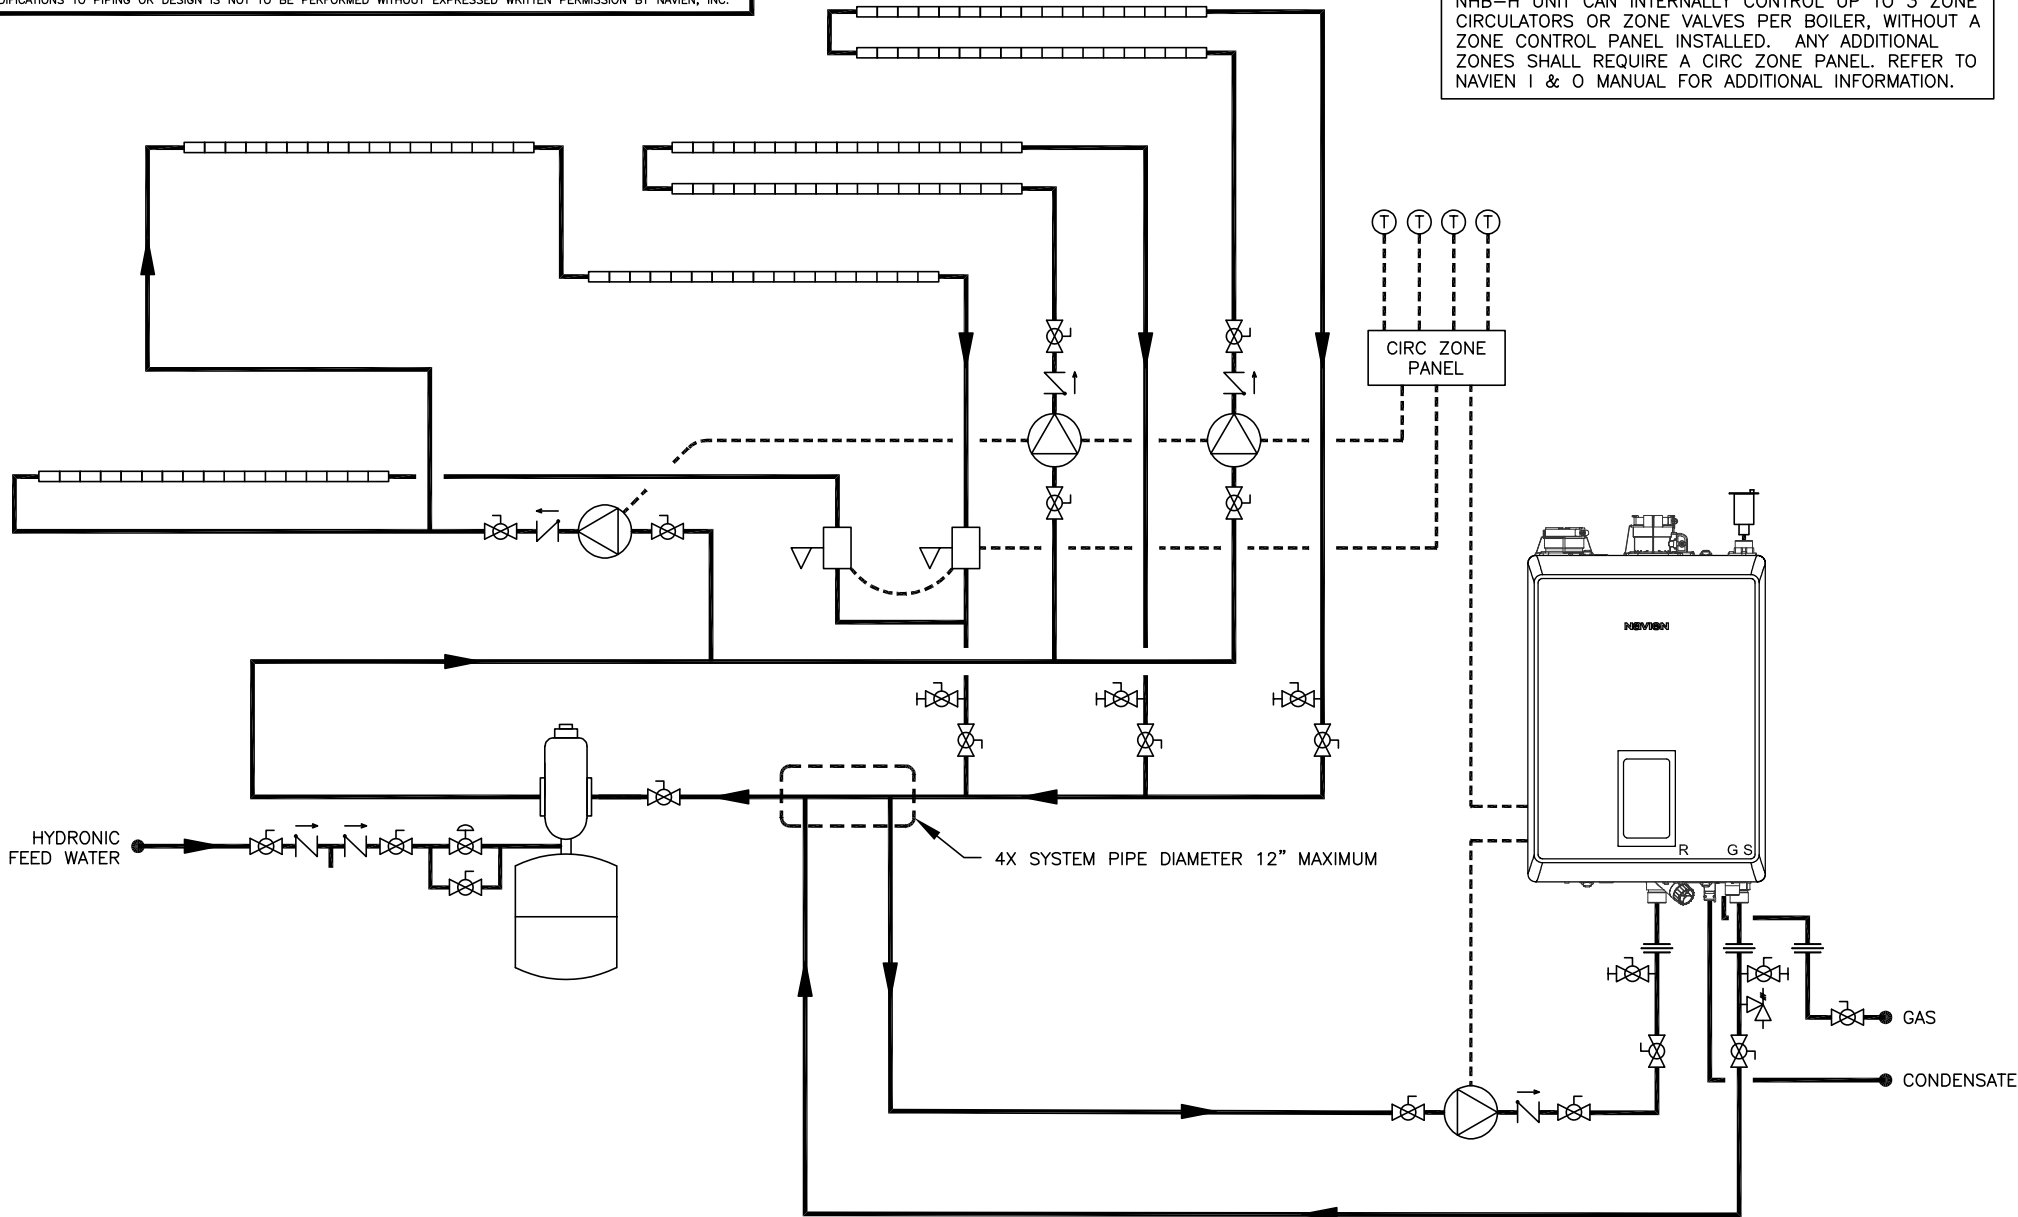 DIFICATIONS TO PIPING OR DESIGN IS NOT TO BE PERFORMED WITHOUT EXPRESSED WRITTEN PERMISSION BY NAVIEN, INC.
NHB-H UNIT CAN INTERNALLY CONTROL UP TO 3 ZONE
CIRCULATORS OR ZONE VALVES PER BOILER, WITHOUT A
ZONE CONTROL PANEL INSTALLED. ANY ADDITIONAL
ZONES SHALL REQUIRE A CIRC ZONE PANEL. REFER TO
NAVIEN I & O MANUAL FOR ADDITIONAL INFORMATION.
T T T T
CIRC ZONE
PANEL
NAVIEN
HYDRONIC
FEED WATER
4X SYSTEM PIPE DIAMETER 12” MAXIMUM
R G S
GAS
CONDENSATE